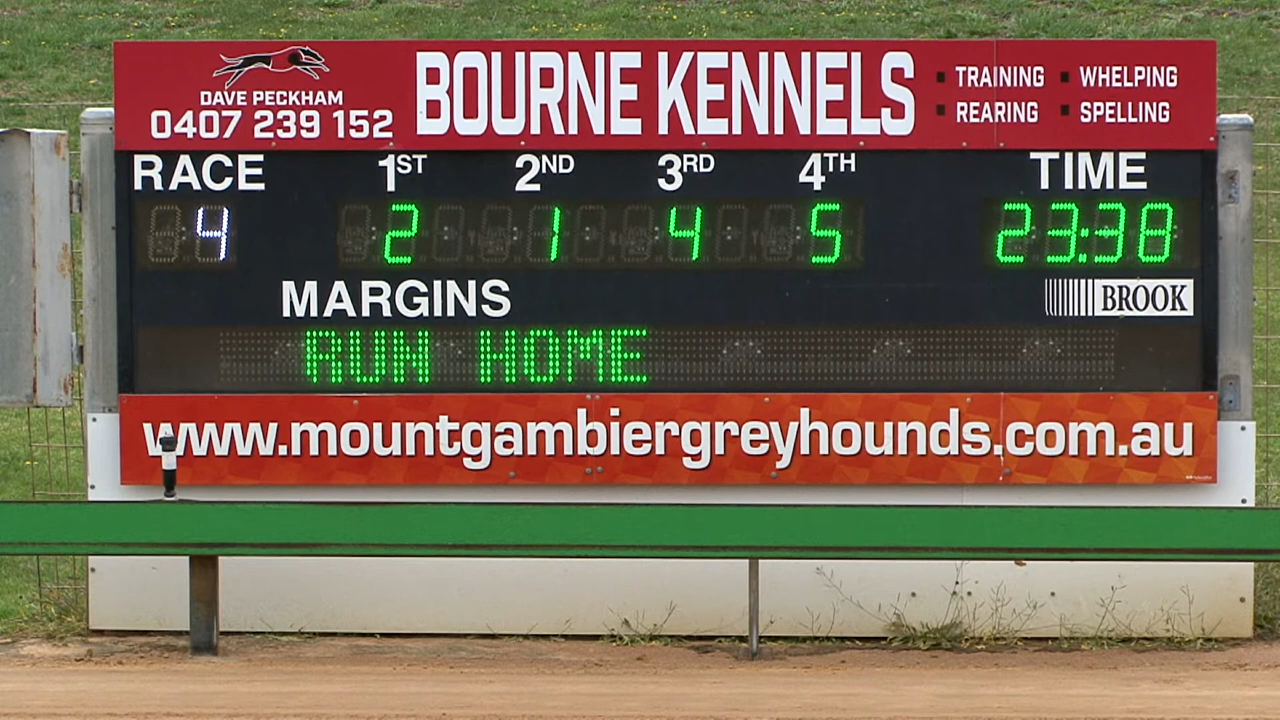 BOURNE KENNELS
DAVE PECKHAM
0407 239 152
▪ TRAINING ▪ WHELPING
▪ REARING ▪ SPELLING
RACE 1ST 2ND 3RD 4TH TIME
4 2 1 4 5 23:38
MARGINS
BROOK
RUN HOME
www.mountgambiergreyhounds.com.au